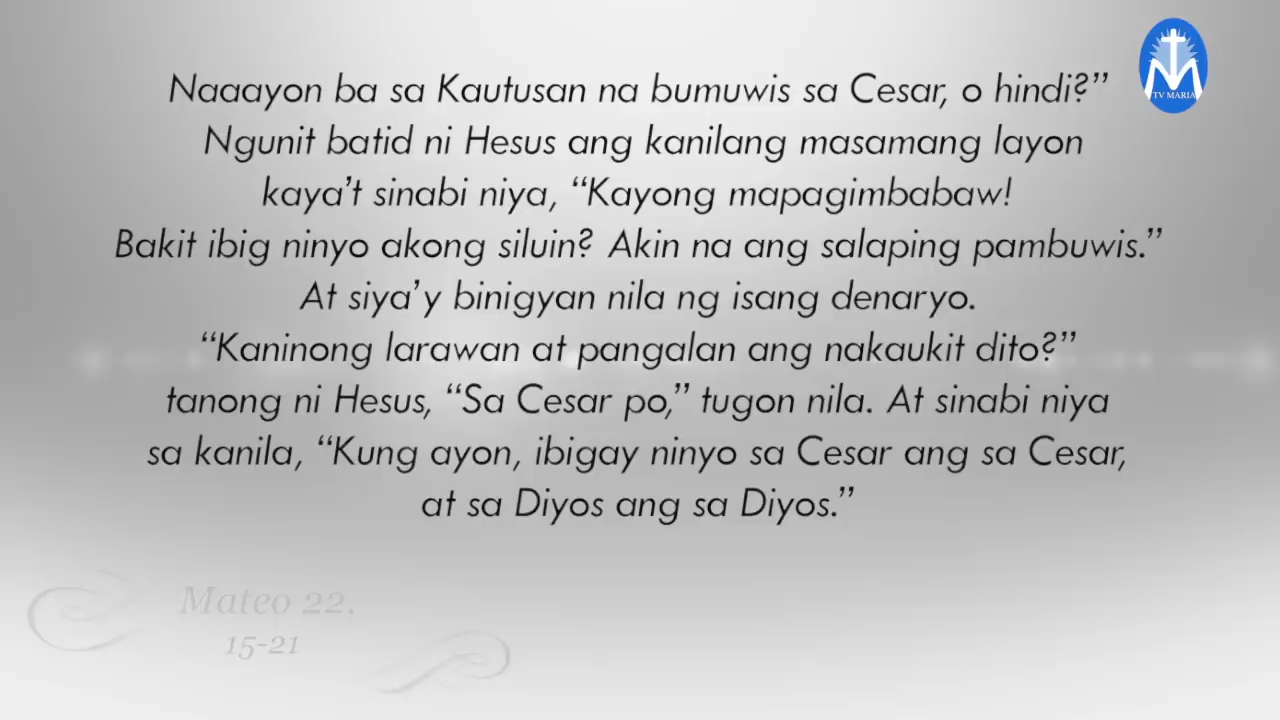 Naaayon ba sa Kautusan na bumuwis sa Cesar, o hindi?”
Ngunit batid ni Hesus ang kanilang masamang layon
kaya’t sinabi niya, “Kayong mapagimbabaw!
Bakit ibig ninyo akong siluin? Akin na ang salaping pambuwis.”
At siya’y binigyan nila ng isang denaryo.
“Kaninong larawan at pangalan ang nakaukit dito?”
tanong ni Hesus, “Sa Cesar po,” tugon nila. At sinabi niya
sa kanila, “Kung ayon, ibigay ninyo sa Cesar ang sa Cesar,
at sa Diyos ang sa Diyos.”
Mateo 22,
15-21
TV MARIA